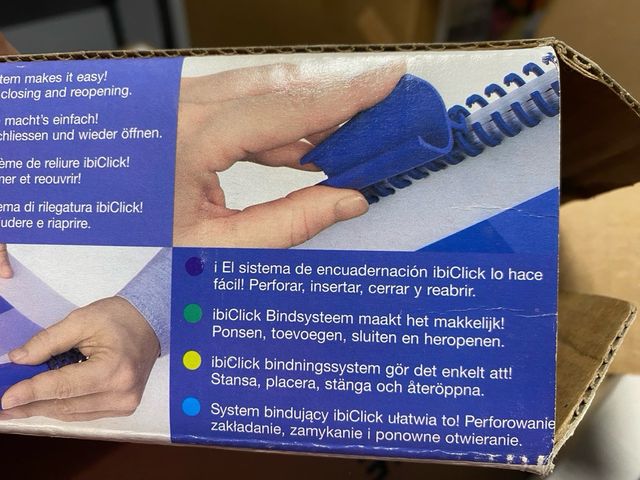 tem makes it easy!
closing and reopening.
macht's einfach!
chliessen und wieder öffnen.
ème de reliure ibiClick!
ner et reouvrir!
ema di rilegatura ibiClick!
udere e riaprire.
¡ El sistema de encuadernación ibiClick lo hace
fácil! Perforar, insertar, cerrar y reabrir.
ibiClick Bindsysteem maakt het makkelijk!
Ponsen, toevoegen, sluiten en heropenen.
ibiClick bindningssystem gör det enkelt att!
Stansa, placera, stänga och återöppna.
System bindujący ibiClick ułatwia to! Perforowanie
zakładanie, zamykanie i ponowne otwieranie.